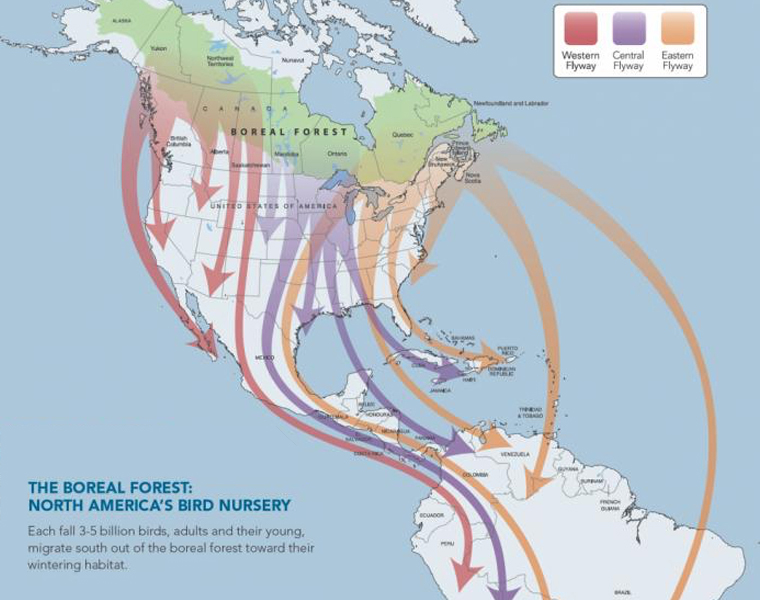 ALASKA
Yukon
Northwest
Territories
Nunavut
Western
Flyway
Central
Flyway
Eastern
Flyway
CANADA
BOREAL FOREST
Newfoundland and Labrador
Quebec
British
Columbia
Alberta
Saskatchewan
Manitoba
Ontario
Prince
Edward
Island
New
Brunswick
Nova
Scotia
UNITED STATES OF AMERICA
MEXICO
BAHAMAS
CUBA
PUERTO
RICO
DOMINICAN
REPUBLIC
HAITI
JAMAICA
BELIZE
GUATEMALA
HONDURAS
SALVADOR
NICARAGUA
COSTA RICA
PANAMA
TRINIDAD
& TOBAGO
VENEZUELA
COLOMBIA
GUYANA
SURINAM
FRENCH
GUIANA
ECUADOR
PERU
BRAZIL
THE BOREAL FOREST:
NORTH AMERICA'S BIRD NURSERY
Each fall 3-5 billion birds, adults and their young,
migrate south out of the boreal forest toward their
wintering habitat.